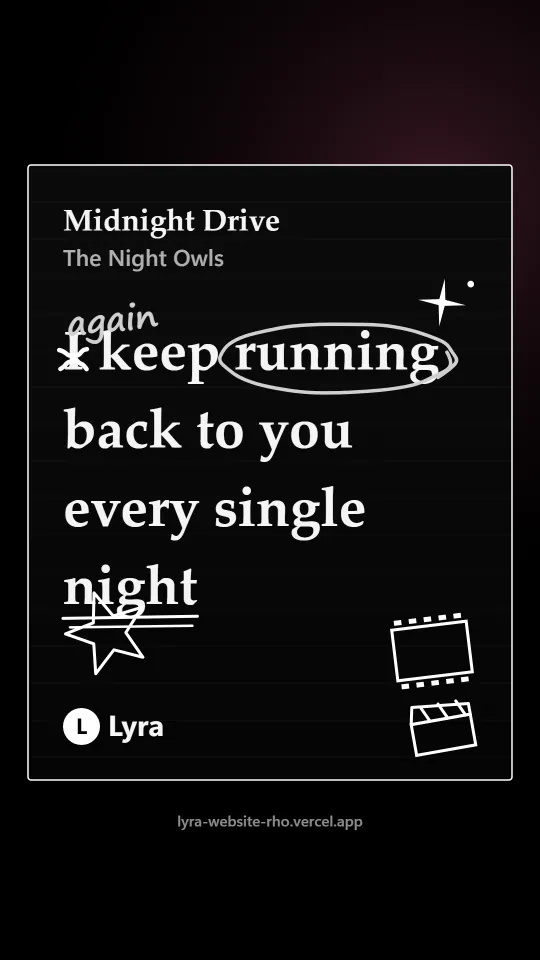 Midnight Drive
The Night Owls
again
I keep running
back to you
every single
night
L Lyra
lyra-website-rho.vercel.app